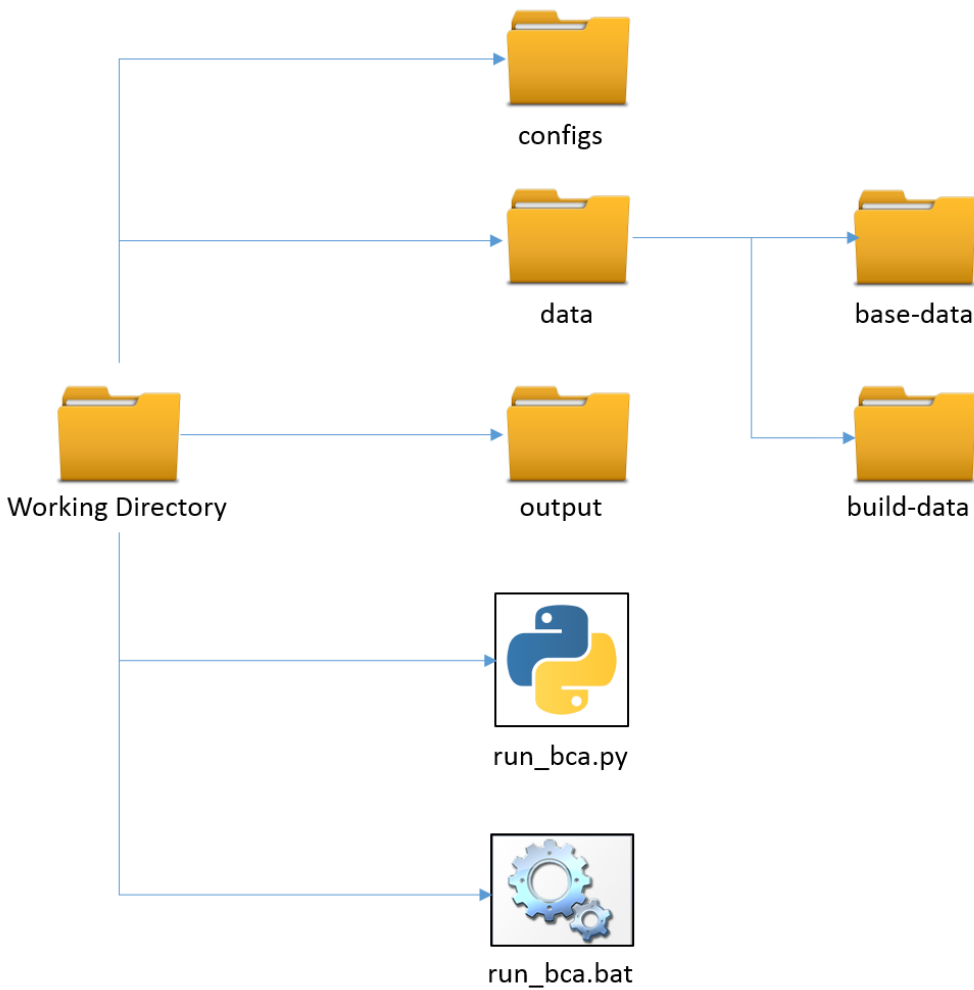 configs
data
base-data
Working Directory
output
build-data
run_bca.py
run_bca.bat